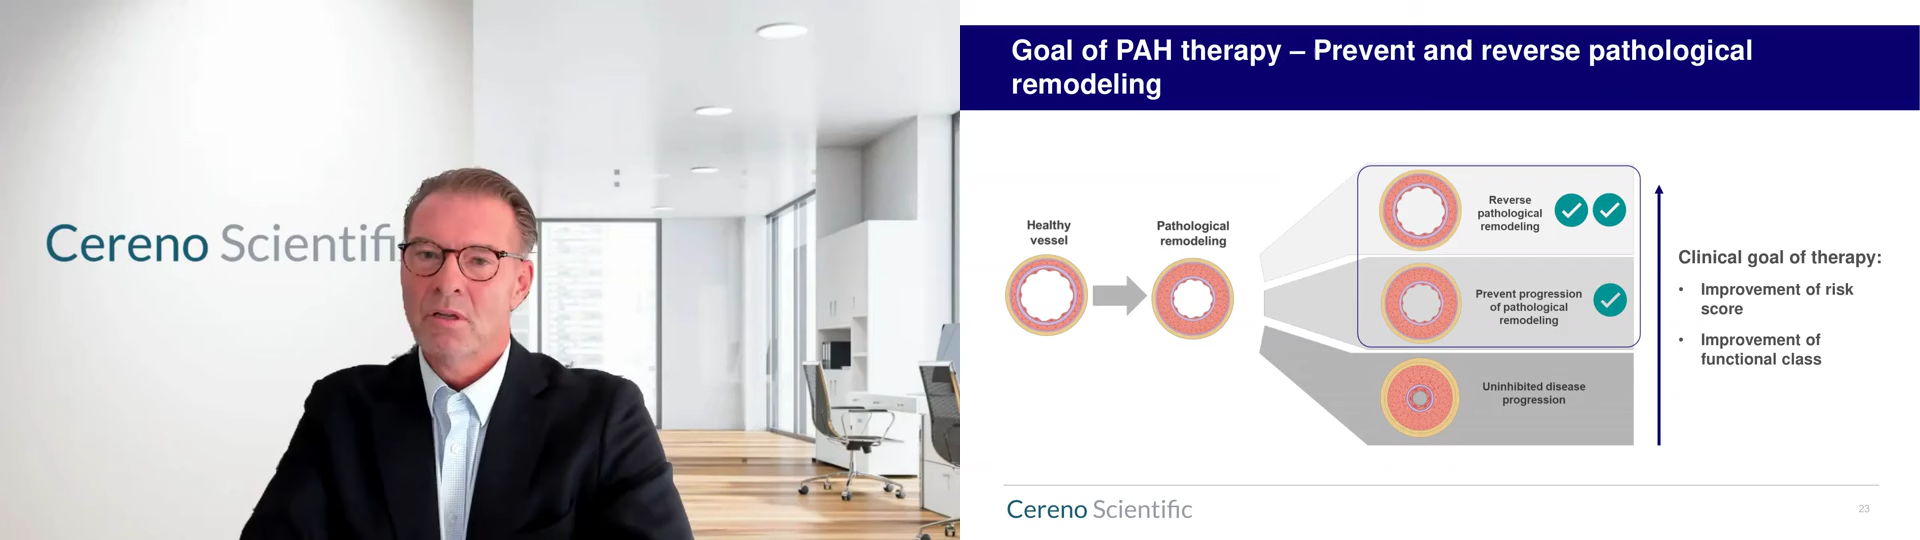 Cereno Scientifi
Goal of PAH therapy – Prevent and reverse pathological
remodeling
Healthy
vessel
Pathological
remodeling
Reverse
pathological
remodeling
Prevent progression
of pathological
remodeling
Uninhibited disease
progression
Clinical goal of therapy:
• Improvement of risk
score
• Improvement of
functional class
Cereno Scientific
23